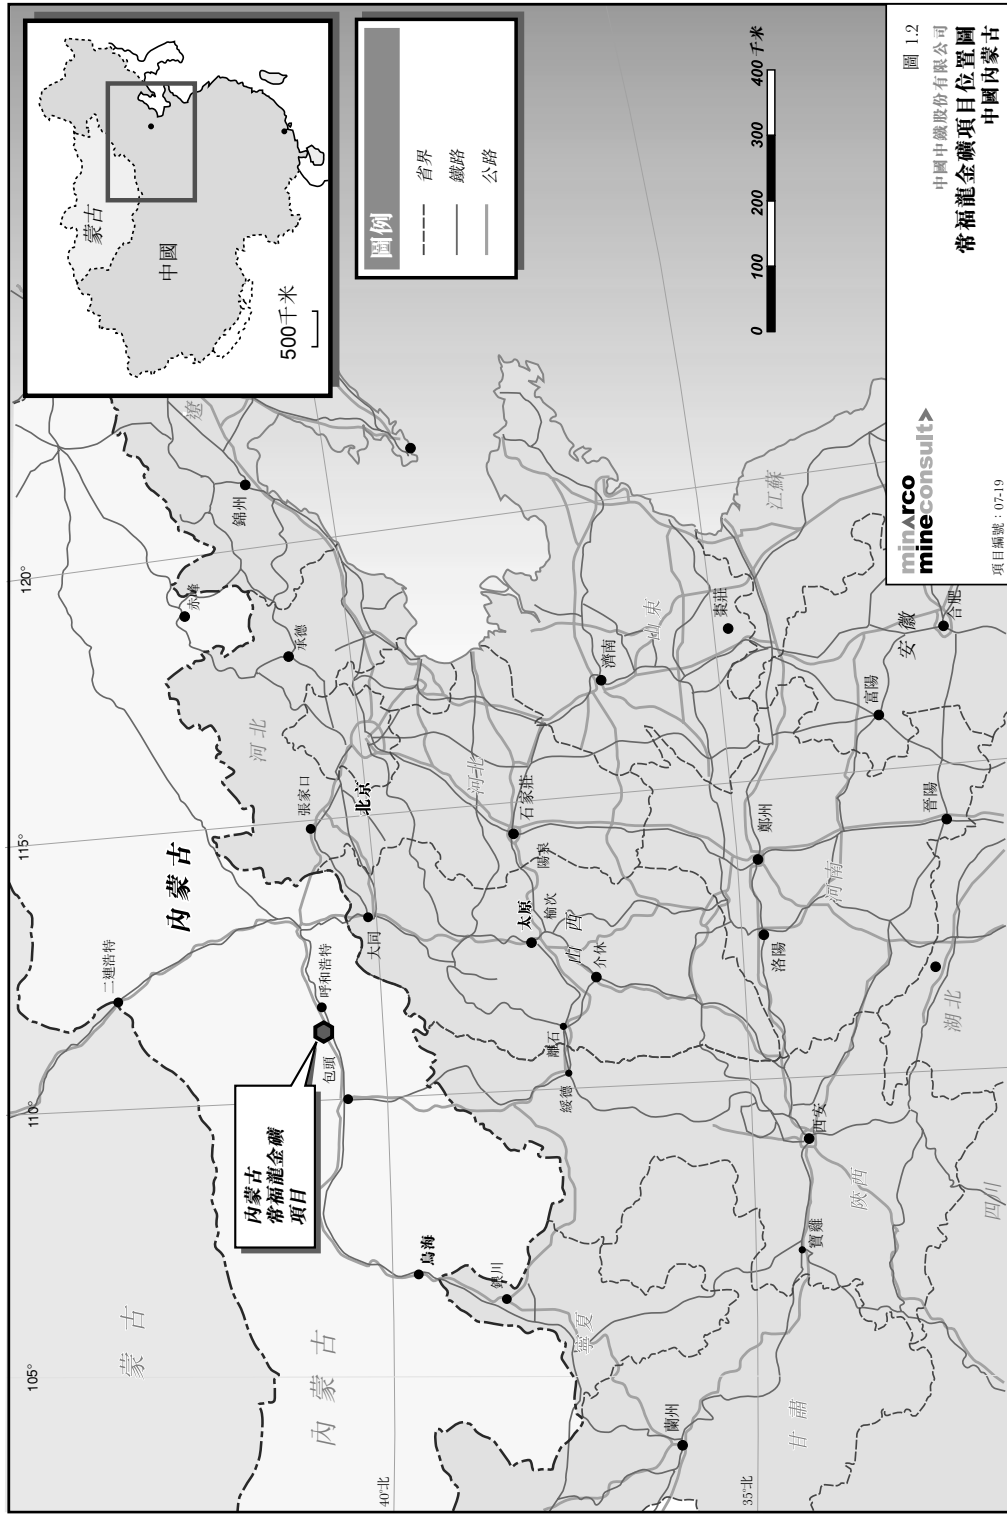 蒙古
中國
500千米
圖例
省界
鐵路
公路
0 100 200 300 400 千米
圖 1.2
中國中鐵股份有限公司
常福龍金礦項目位置圖
中國內蒙古
minarco
mineconsult
項目編號：07-19
105°
110°
115°
120°
40°北
35°北
蒙古
內蒙古
內蒙古
內蒙古
常福龍金礦
項目
二連浩特
呼和浩特
包頭
烏海
銀川
寧夏
蘭州
甘肅
寶雞
陝西
西安
四川
綏德
離石
介休
山西
太原
榆次
陽泉
石家莊
大同
張家口
北京
河北
河北
承德
赤峰
錦州
遼
濟南
山東
棗莊
江蘇
鄭州
洛陽
河南
湖北
晉陽
富陽
安徽
合肥